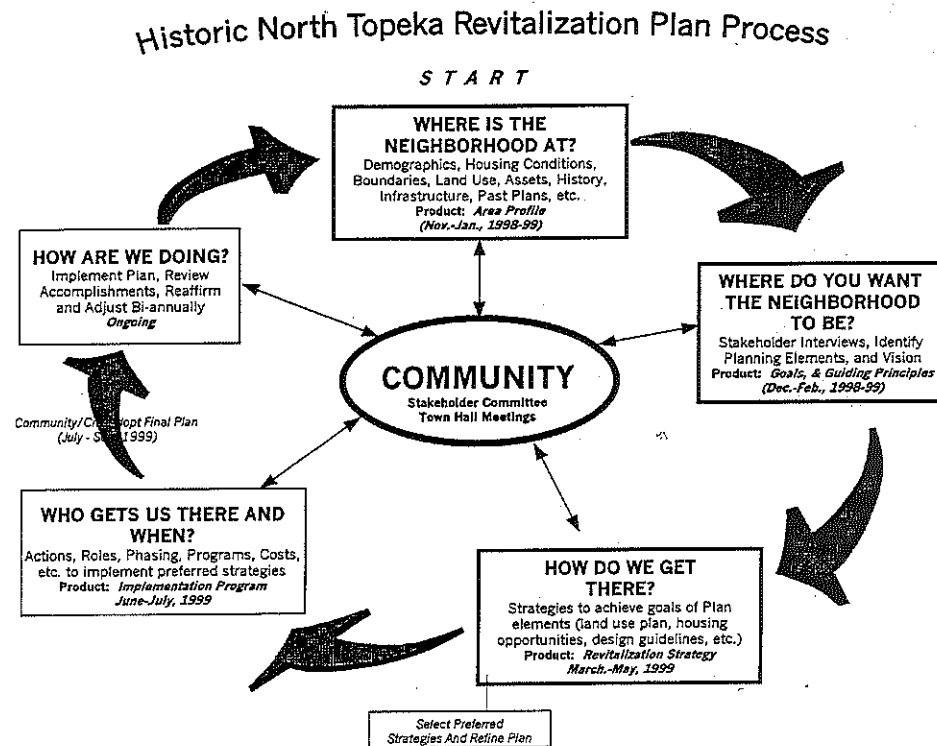 Historic North Topeka Revitalization Plan Process
START
WHERE IS THE
NEIGHBORHOOD AT?
Demographics, Housing Conditions,
Boundaries, Land Use, Assets, History,
Infrastructure, Past Plans, etc.
Product: Area Profile
(Nov.-Jan., 1998-99)
WHERE DO YOU WANT
THE NEIGHBORHOOD
TO BE?
Stakeholder Interviews, Identify
Planning Elements, and Vision
Product: Goals, & Guiding Principles
(Dec.-Feb., 1998-99)
HOW DO WE GET
THERE?
Strategies to achieve goals of Plan
elements (land use plan, housing
opportunities, design guidelines, etc.)
Product: Revitalization Strategy
March.-May, 1999
Select Preferred
Strategies And Refine Plan
WHO GETS US THERE AND
WHEN?
Actions, Roles, Phasing, Programs, Costs,
etc. to implement preferred strategies
Product: Implementation Program
June-July, 1999
Community/ Adopt Final Plan
(July - 1999)
HOW ARE WE DOING?
Implement Plan, Review
Accomplishments, Reaffirm
and Adjust Bi-annually
Ongoing
COMMUNITY
Stakeholder Committee
Town Hall Meetings